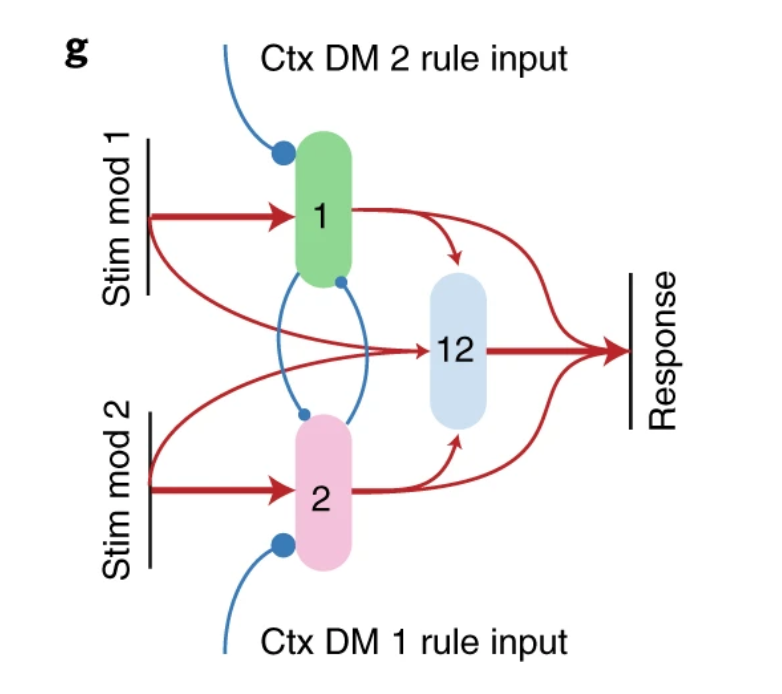 g
Ctx DM 2 rule input
Stim mod 1
1
12
Response
Stim mod 2
2
Ctx DM 1 rule input